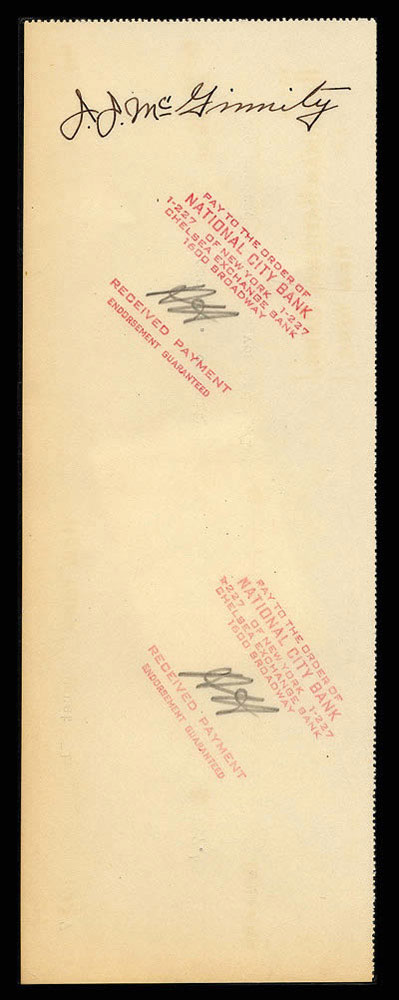 J. J. McGinnity
PAY TO THE ORDER OF
NATIONAL CITY BANK
1-227 OF NEW YORK 1-227
CHELSEA EXCHANGE BANK
1600 BROADWAY
RECEIVED PAYMENT
ENDORSEMENT GUARANTEED
PAY TO THE ORDER OF
NATIONAL CITY BANK
1-227 OF NEW YORK 1-227
CHELSEA EXCHANGE BANK
1600 BROADWAY
RECEIVED PAYMENT
ENDORSEMENT GUARANTEED